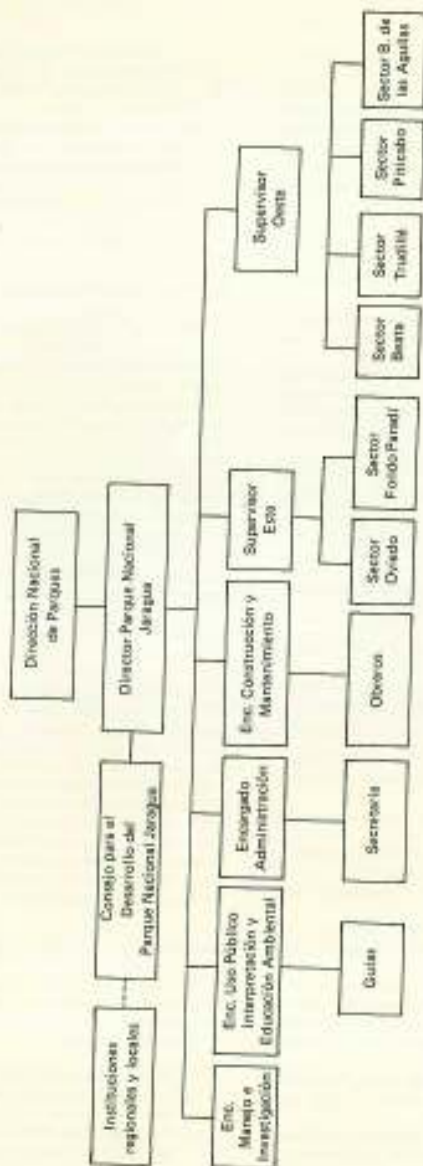 Dirección Nacional
de Parques
Director Parque Nacional
Jaragua
Consejo para el
Desarrollo del
Parque Nacional Jaragua
Instituciones
regionales y locales
Enc.
Manejo e
Investigación
Enc. Uso Público
Interpretación y
Educación Ambiental
Encargado
Administración
Enc. Construcción y
Mantenimiento
Supervisor
Este
Supervisor
Oeste
Guías
Secretaria
Obreros
Sector
Oviedo
Sector
Fondo Paradí
Sector
Beata
Sector
Trudillé
Sector
Piticabo
Sector B. de
las Aguilas